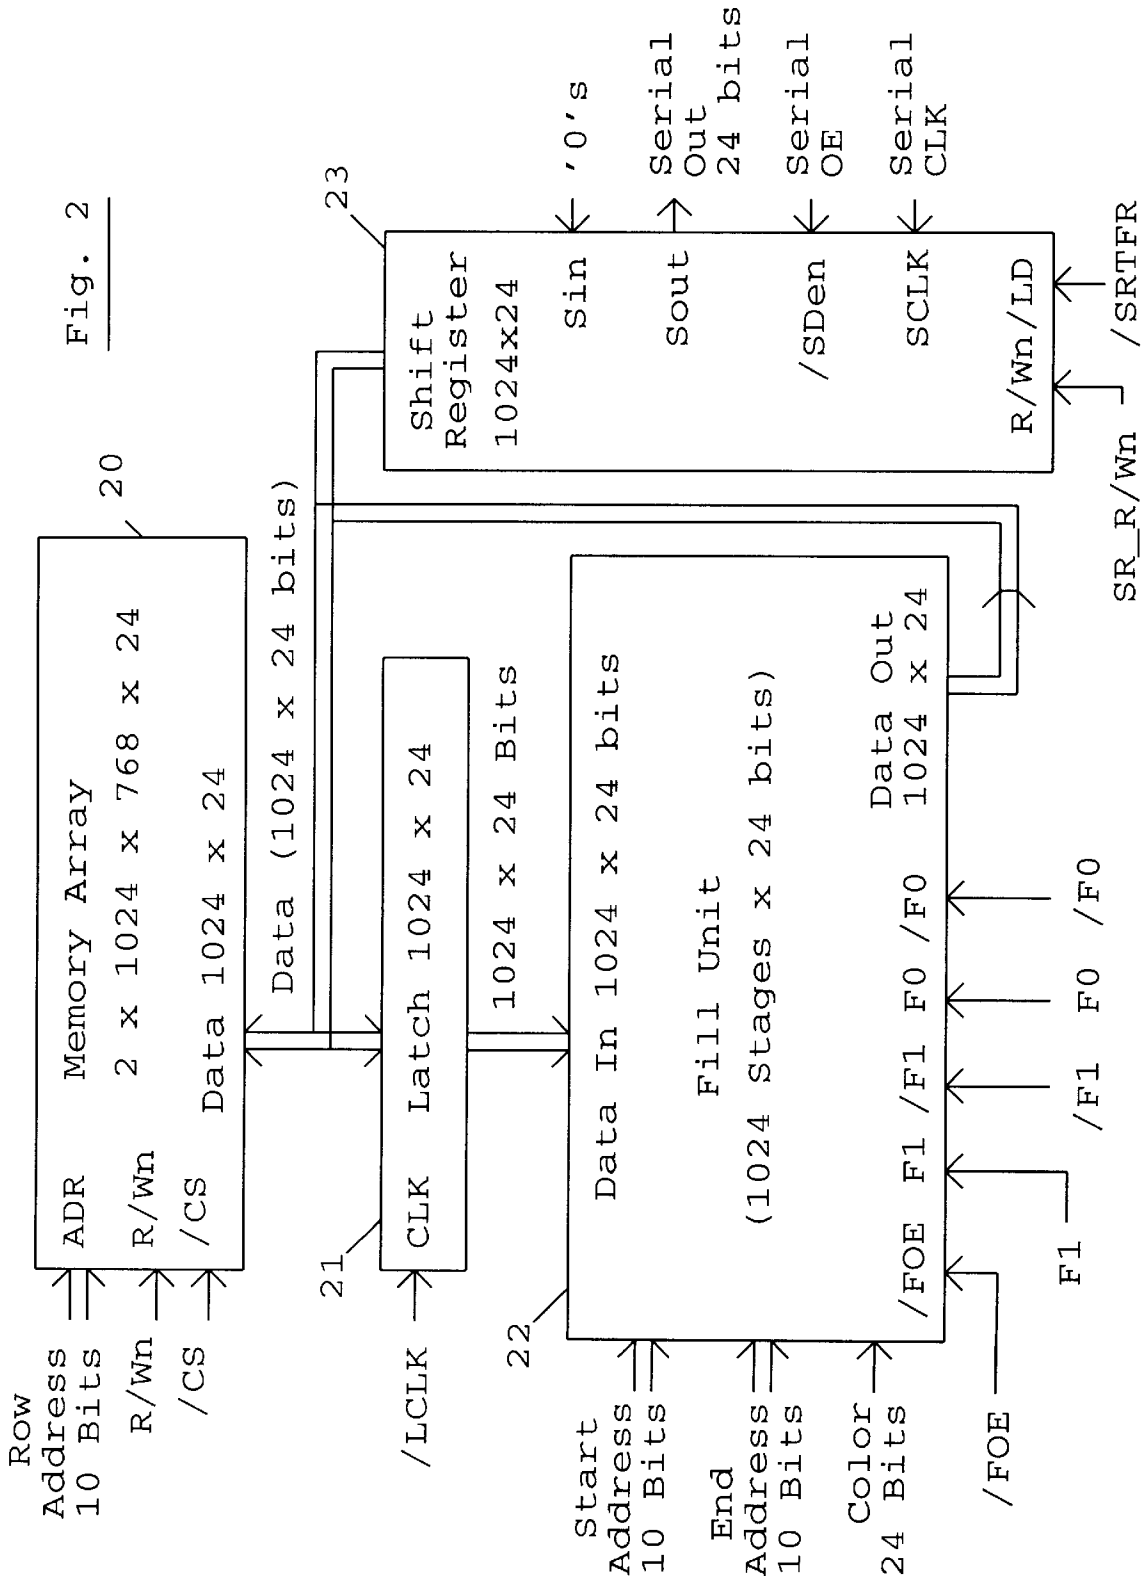 Fig. 2
Row
Address
10 Bits
R/Wn
/CS
ADR
R/Wn
/CS
Memory Array
2 x 1024 x 768 x 24
Data 1024 x 24
20
Data (1024 x 24 bits)
21
/LCLK
CLK
Latch 1024 x 24
1024 x 24 Bits
22
Start
Address
10 Bits
End
Address
10 Bits
Color
24 Bits
Data In 1024 x 24 bits
Fill Unit
(1024 Stages x 24 bits)
Data Out
1024 x 24
/FOE
F1
/F1
F0
/F0
/FOE
F1
/F1
F0
/F0
23
Shift
Register
1024x24
Sin
'0's
Sout
Serial
Out
24 bits
/SDen
Serial
OE
SCLK
Serial
CLK
R/Wn/LD
SR_R/Wn
/SRTFR